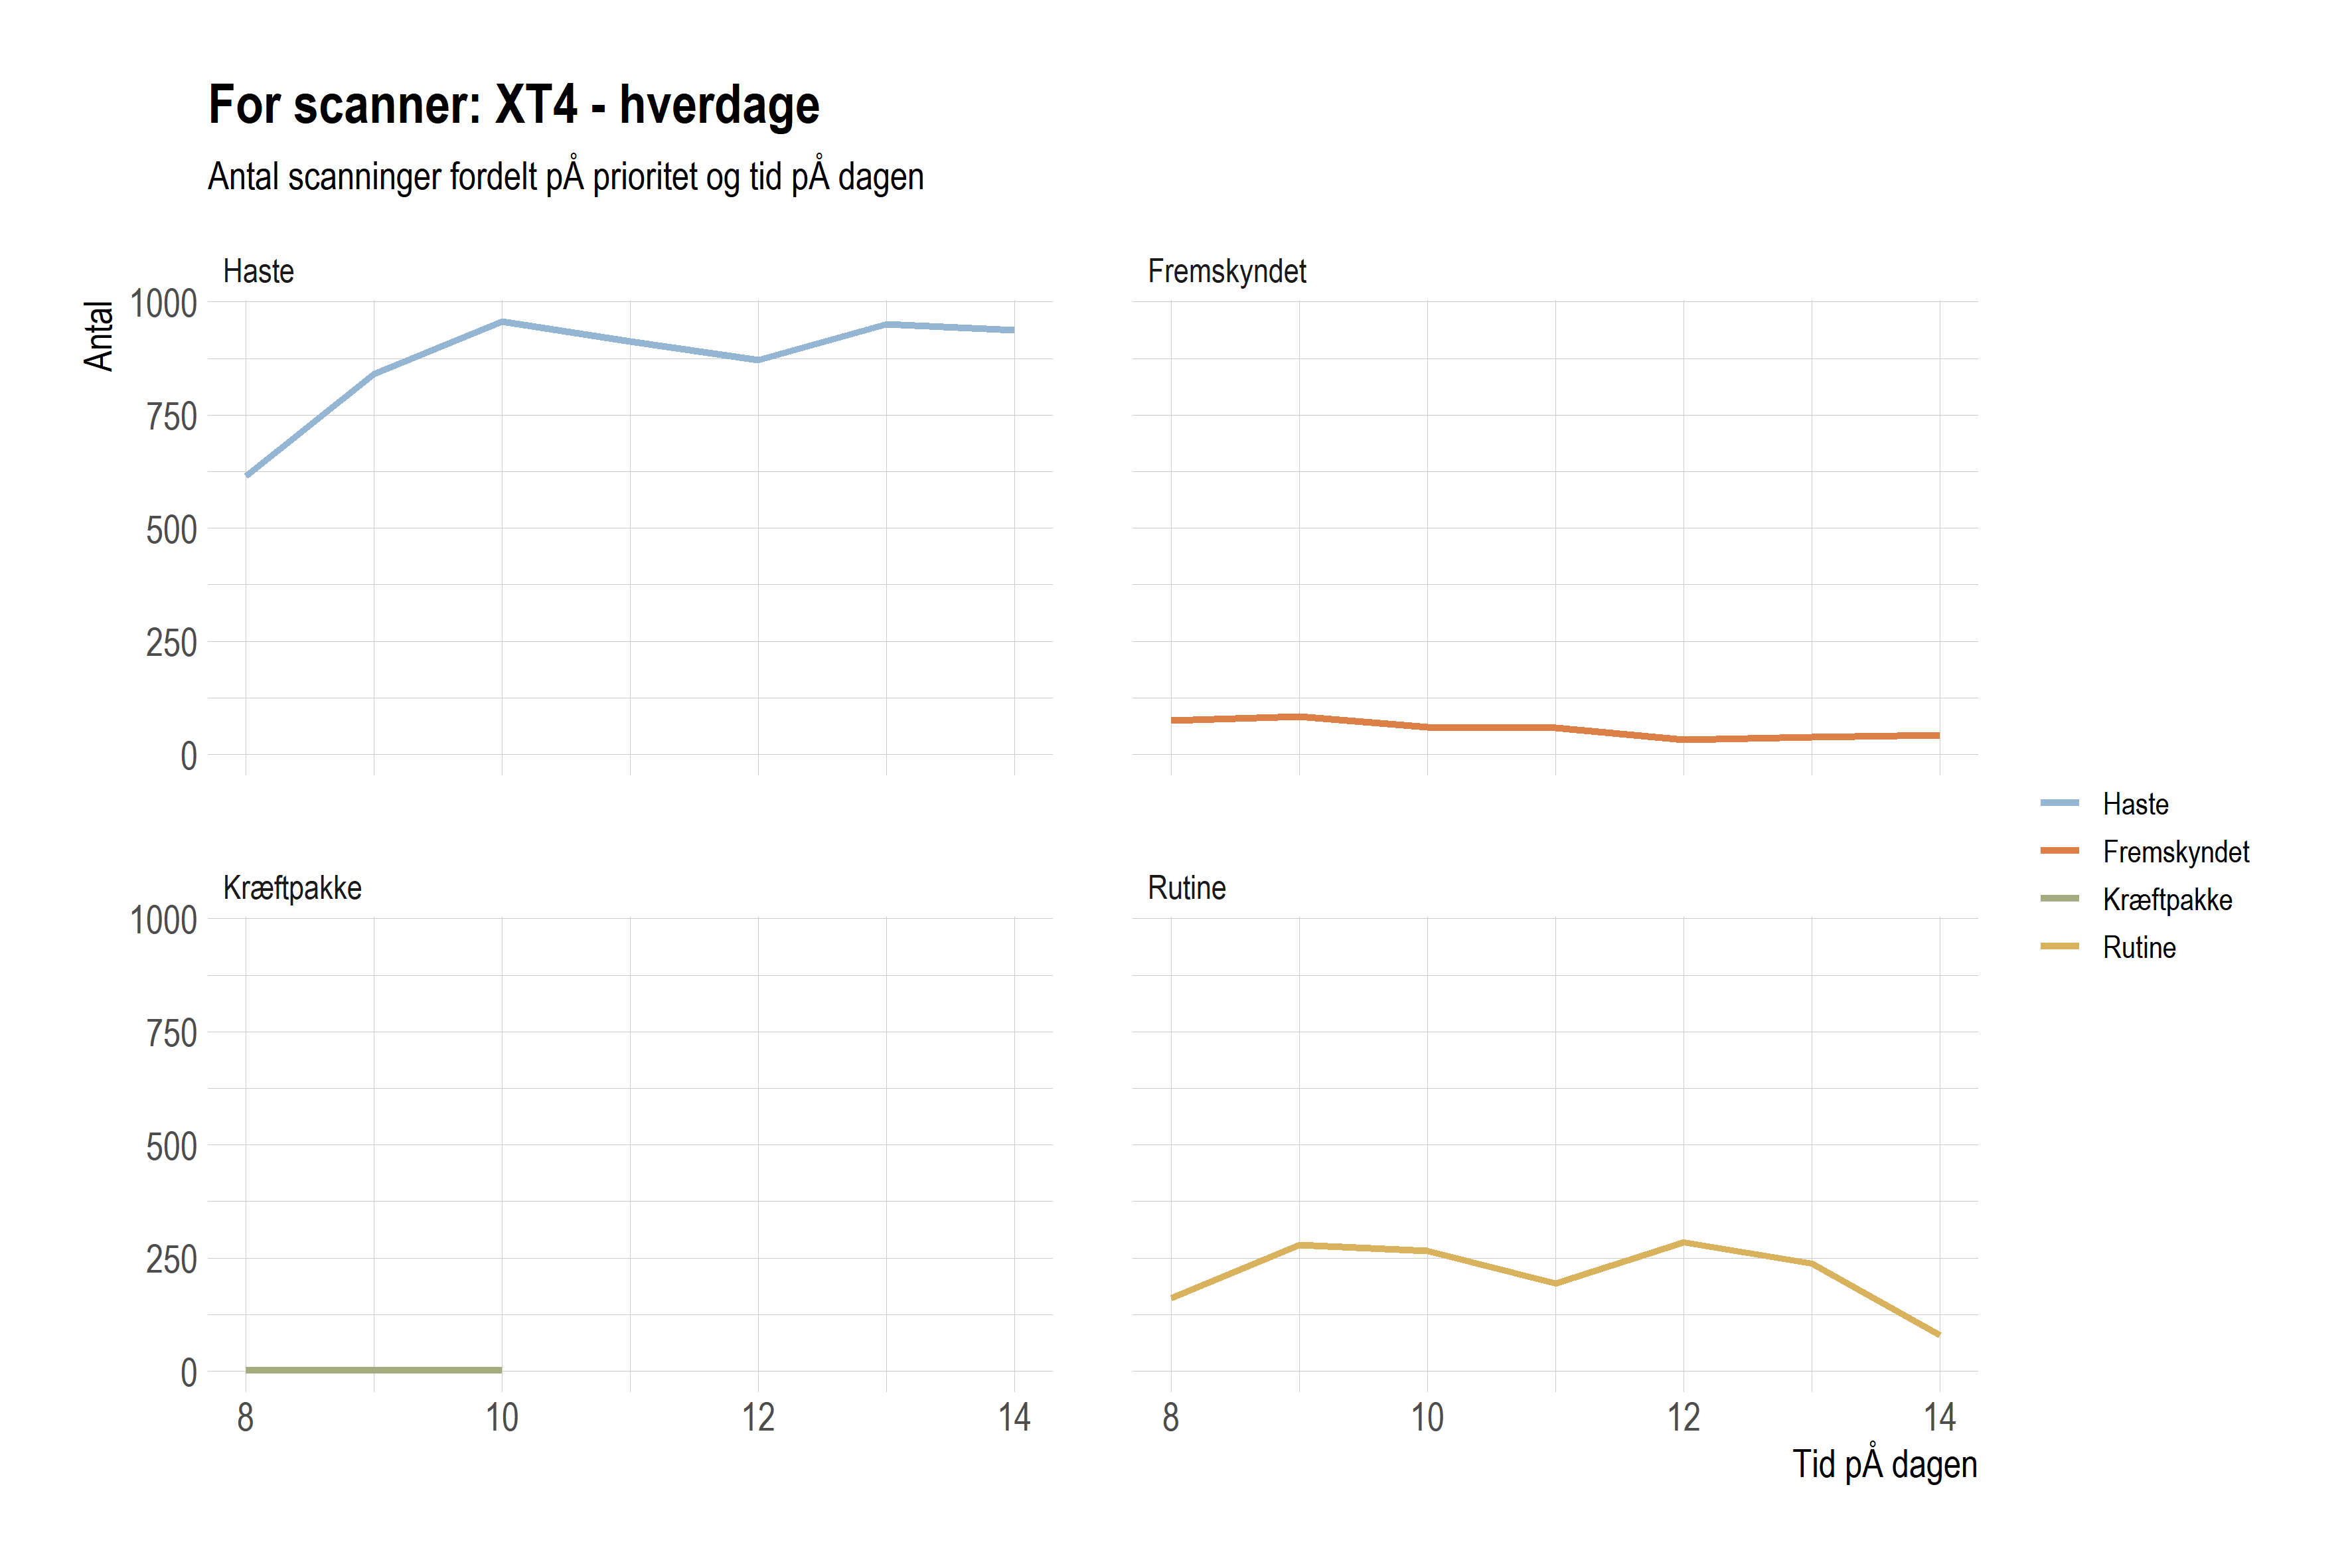 For scanner: XT4 - hverdage
Antal scanninger fordelt pÅ prioritet og tid pÅ dagen
Haste
Fremskyndet
Antal
1000
750
500
250
0
Haste
Fremskyndet
Kræftpakke
Rutine
Kræftpakke
Rutine
1000
750
500
250
0
8 10 12 14
8 10 12 14
Tid pÅ dagen